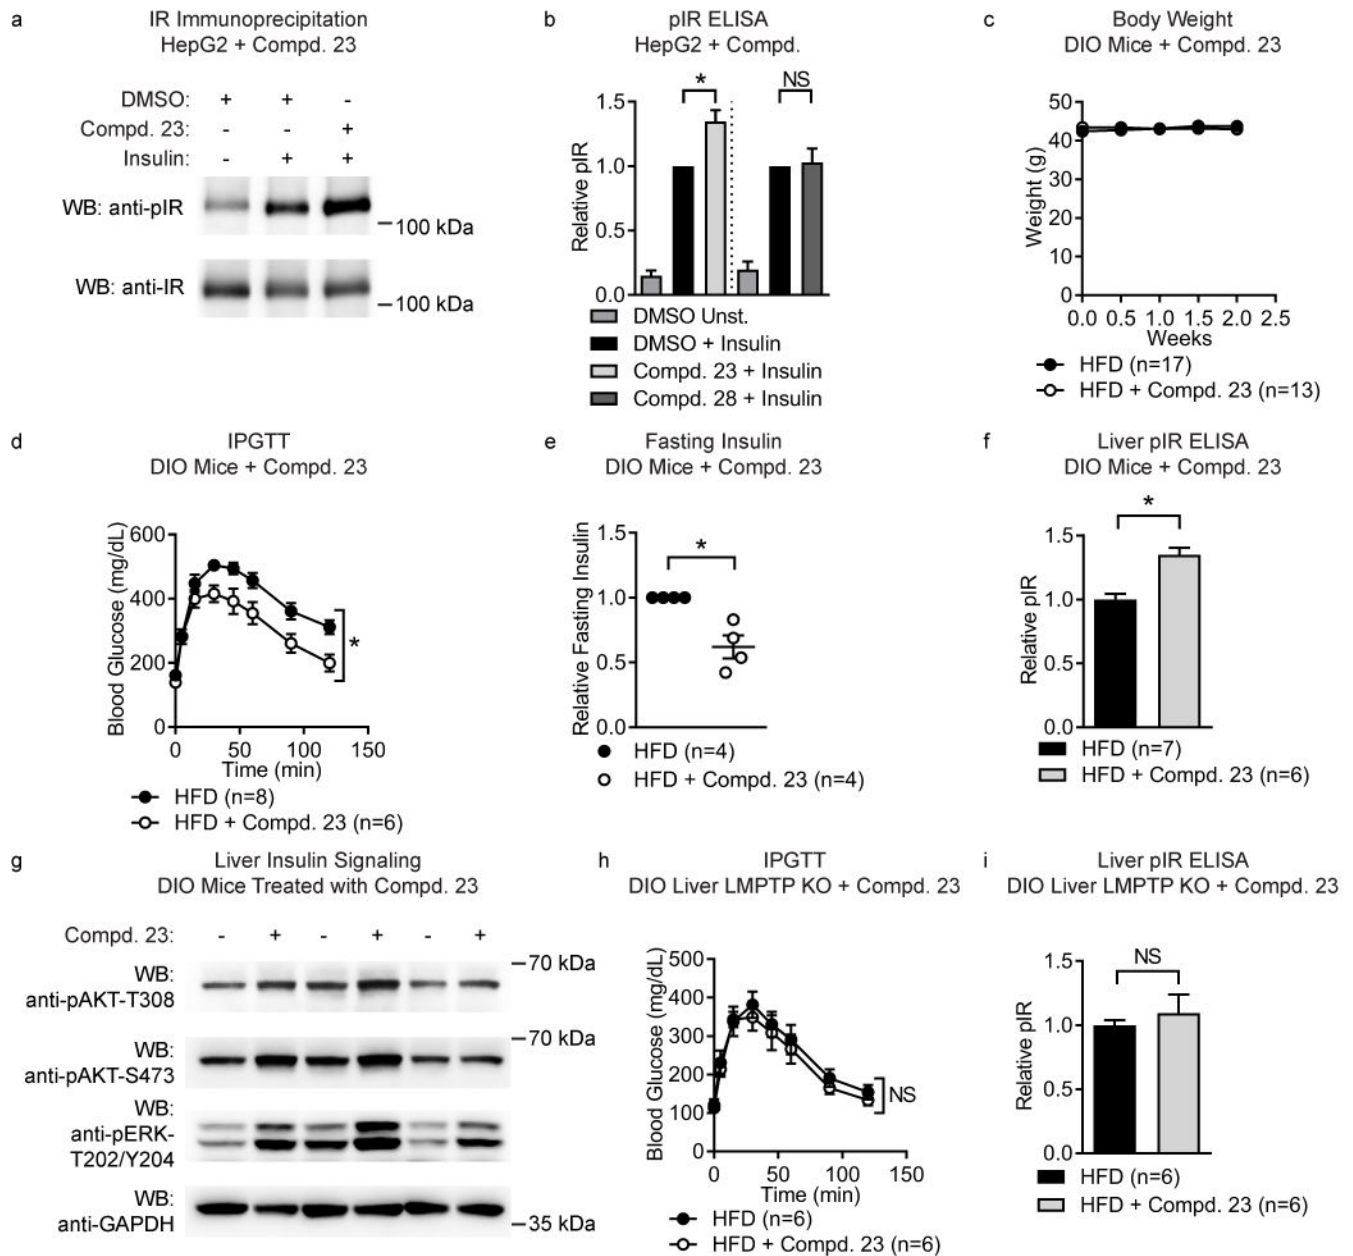 a
IR Immunoprecipitation
HepG2 + Compd. 23
DMSO: + + -
Compd. 23: - - +
Insulin: - + +
WB: anti-pIR
100 kDa
WB: anti-IR
100 kDa
b
pIR ELISA
HepG2 + Compd.
* NS
Relative pIR
1.5
1.0
0.5
0.0
DMSO Unst.
DMSO + Insulin
Compd. 23 + Insulin
Compd. 28 + Insulin
c
Body Weight
DIO Mice + Compd. 23
Weight (g)
50
40
30
20
10
0
0.0 0.5 1.0 1.5 2.0 2.5
Weeks
HFD (n=17)
HFD + Compd. 23 (n=13)
d
IPGTT
DIO Mice + Compd. 23
Blood Glucose (mg/dL)
600
400
200
0
*
0 50 100 150
Time (min)
HFD (n=8)
HFD + Compd. 23 (n=6)
e
Fasting Insulin
DIO Mice + Compd. 23
Relative Fasting Insulin
1.5
1.0
0.5
0.0
*
HFD (n=4)
HFD + Compd. 23 (n=4)
f
Liver pIR ELISA
DIO Mice + Compd. 23
*
Relative pIR
1.5
1.0
0.5
0.0
HFD (n=7)
HFD + Compd. 23 (n=6)
g
Liver Insulin Signaling
DIO Mice Treated with Compd. 23
Compd. 23: - + - + - +
70 kDa
WB:
anti-pAKT-T308
70 kDa
WB:
anti-pAKT-S473
WB:
anti-pERK-
T202/Y204
WB:
anti-GAPDH
35 kDa
h
IPGTT
DIO Liver LMPTP KO + Compd. 23
Blood Glucose (mg/dL)
500
400
300
200
100
0
NS
0 50 100 150
Time (min)
HFD (n=6)
HFD + Compd. 23 (n=6)
i
Liver pIR ELISA
DIO Liver LMPTP KO + Compd. 23
NS
Relative pIR
1.5
1.0
0.5
0.0
HFD (n=6)
HFD + Compd. 23 (n=6)